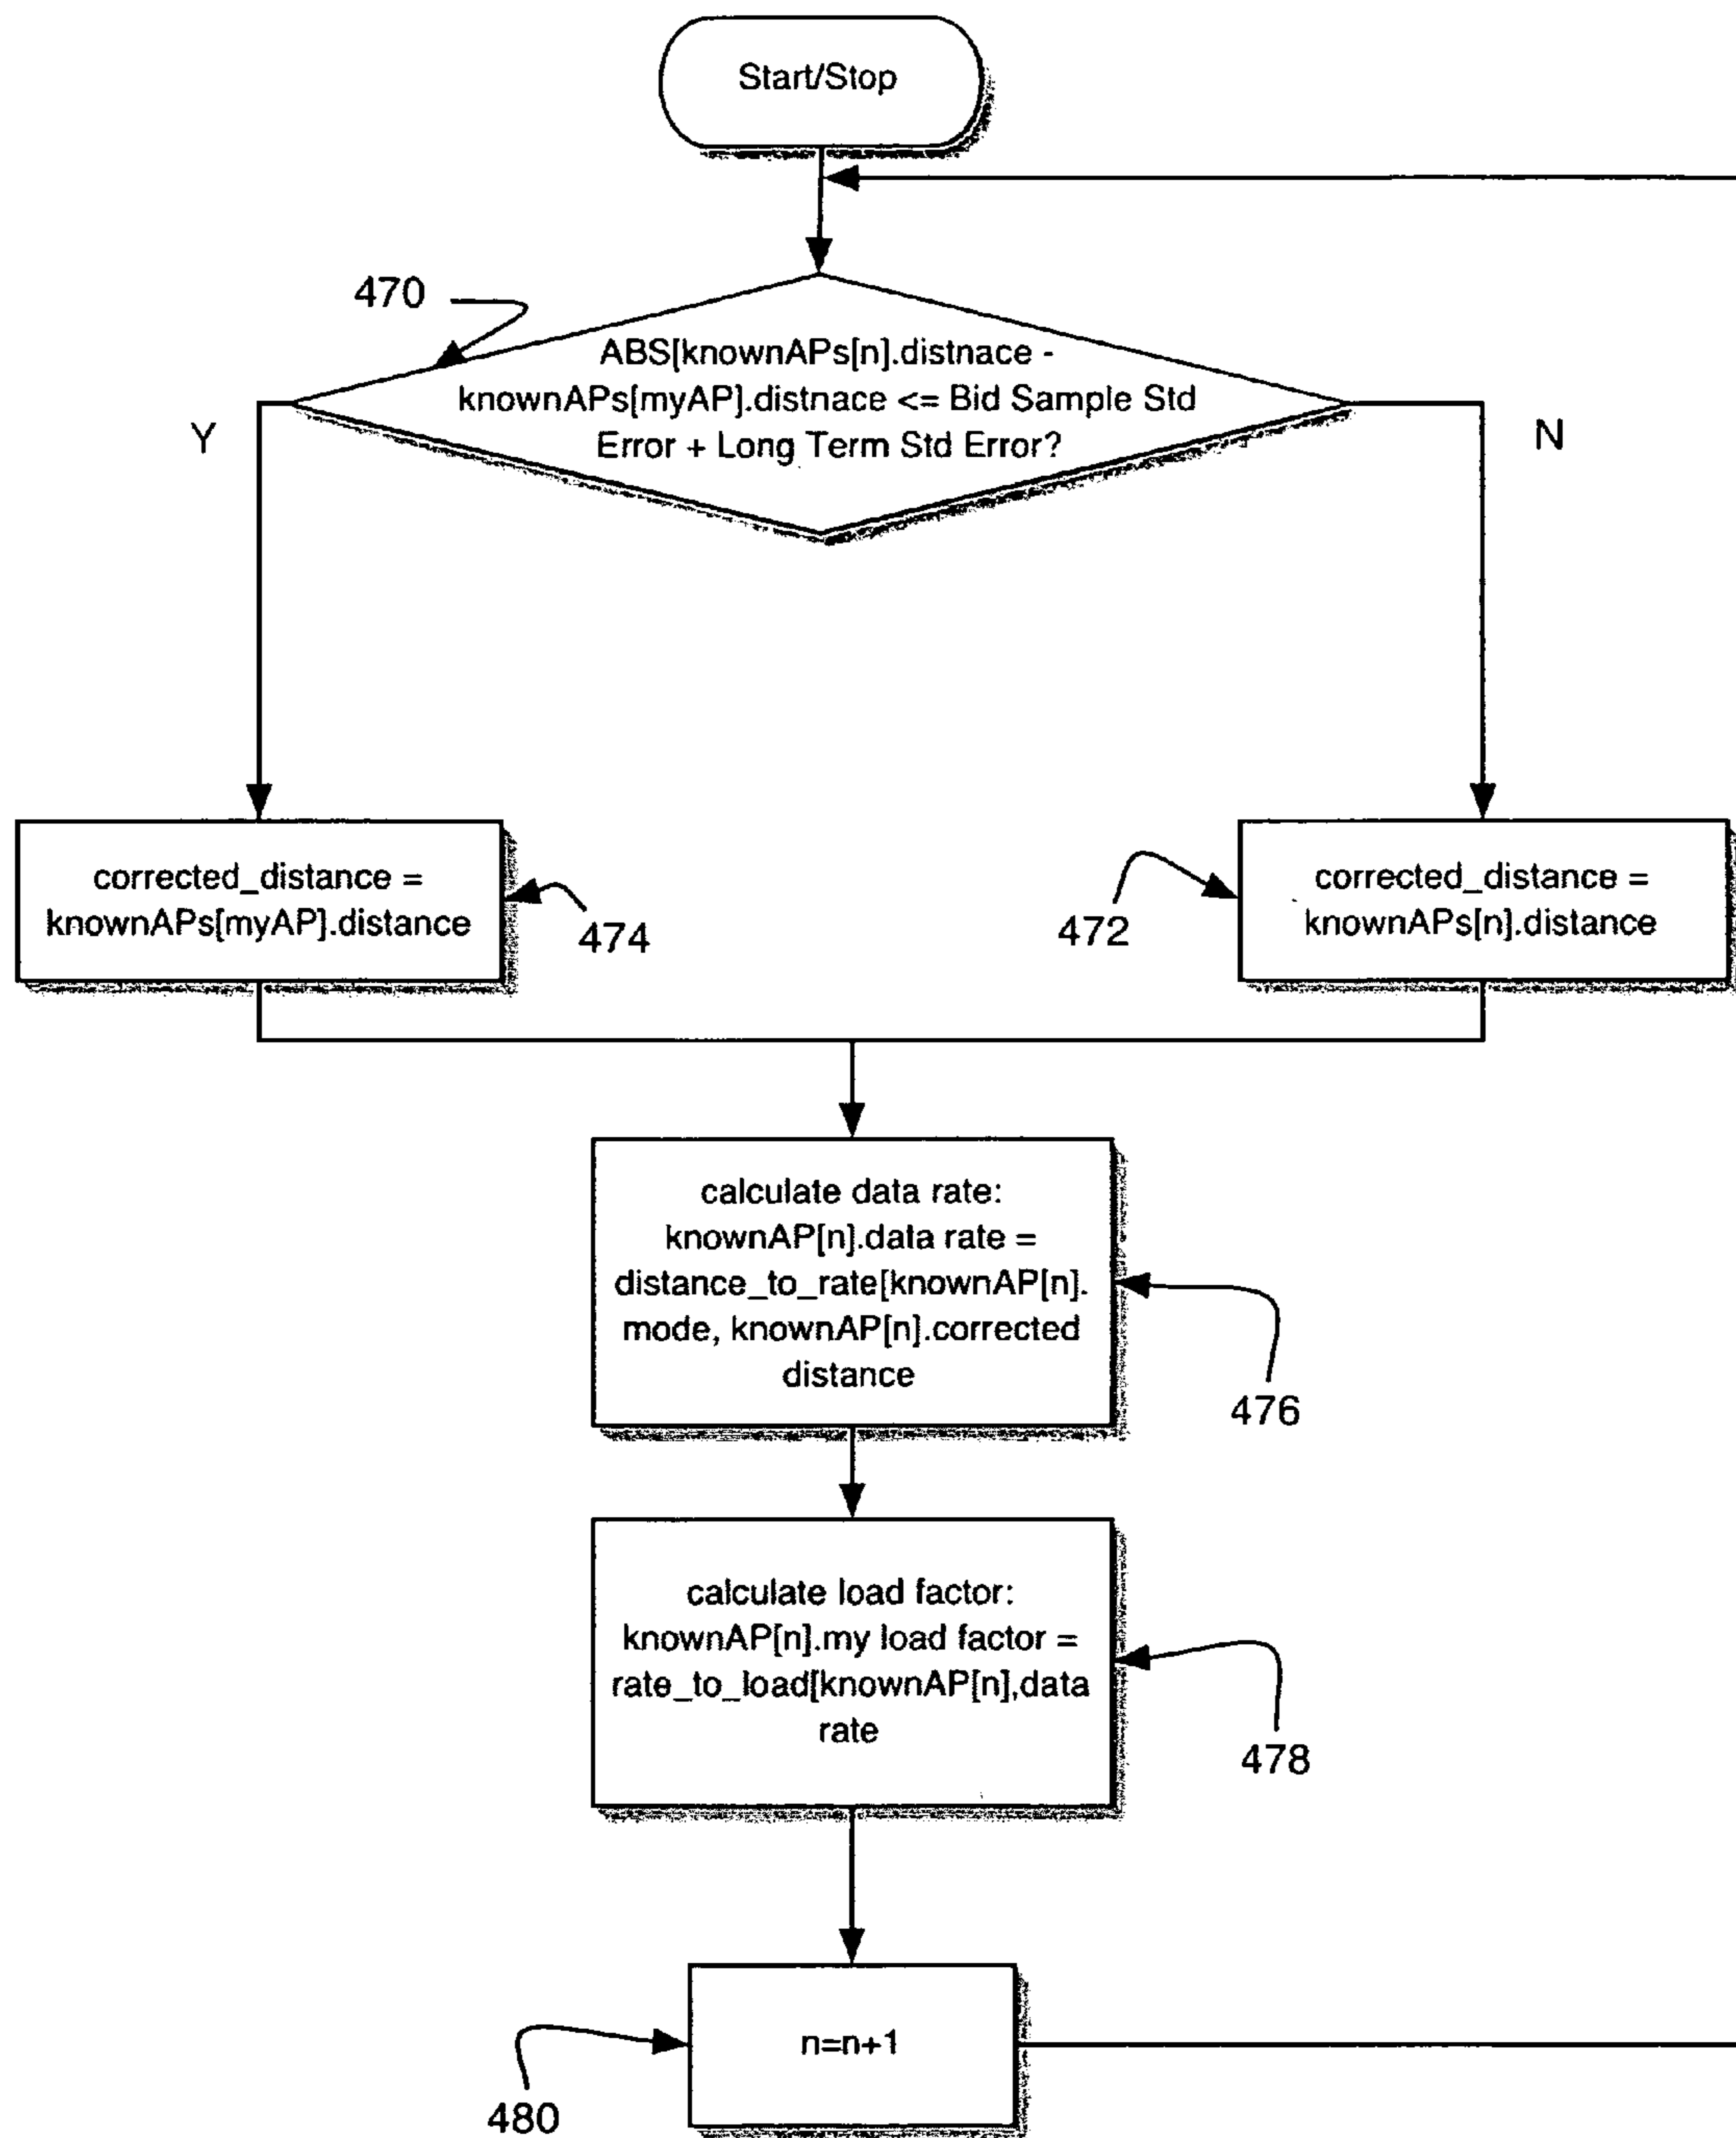 Start/Stop
470
ABS[knownAPs[n].distnace -
knownAPs[myAP].distnace <= Bid Sample Std
Error + Long Term Std Error?
Y
N
corrected_distance =
knownAPs[myAP].distance
474
472
corrected_distance =
knownAPs[n].distance
calculate data rate:
knownAP[n].data rate =
distance_to_rate[knownAP[n].
mode, knownAP[n].corrected
distance
476
calculate load factor:
knownAP[n].my load factor =
rate_to_load[knownAP[n],data
rate
478
n=n+1
480